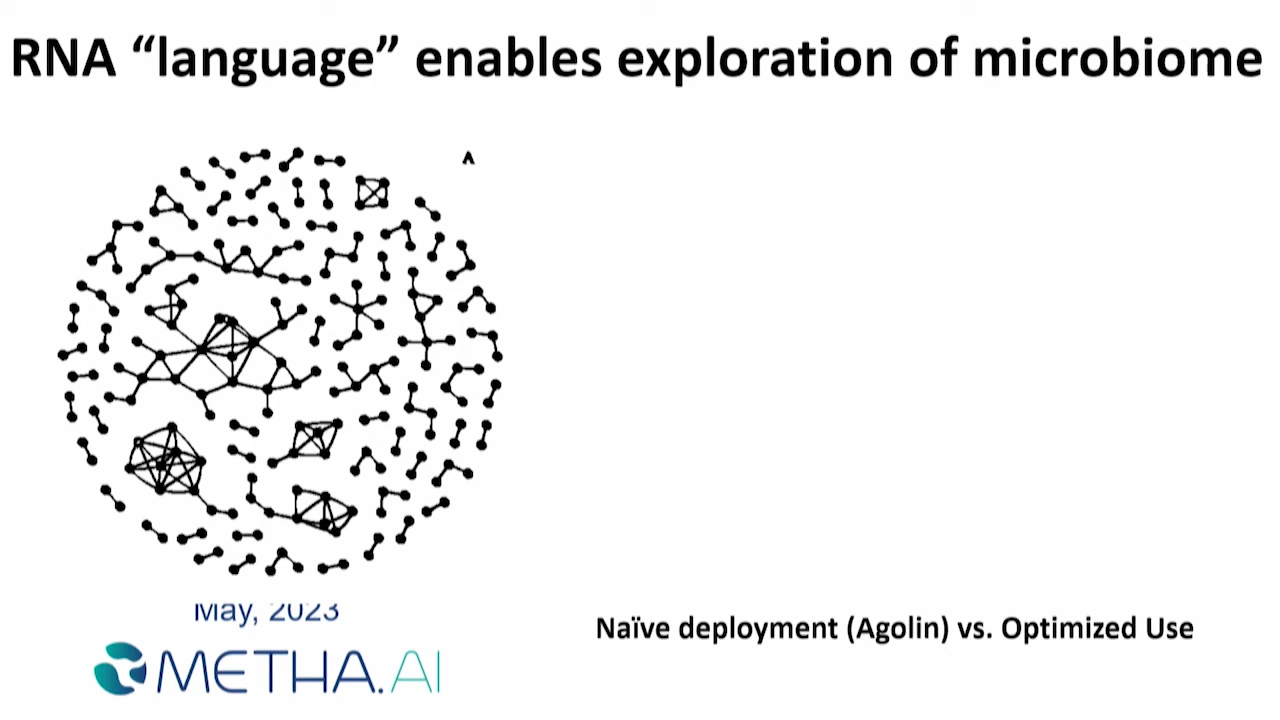 RNA “language” enables exploration of microbiome
A
May, 2023
Naïve deployment (Agolin) vs. Optimized Use
METHA.AI